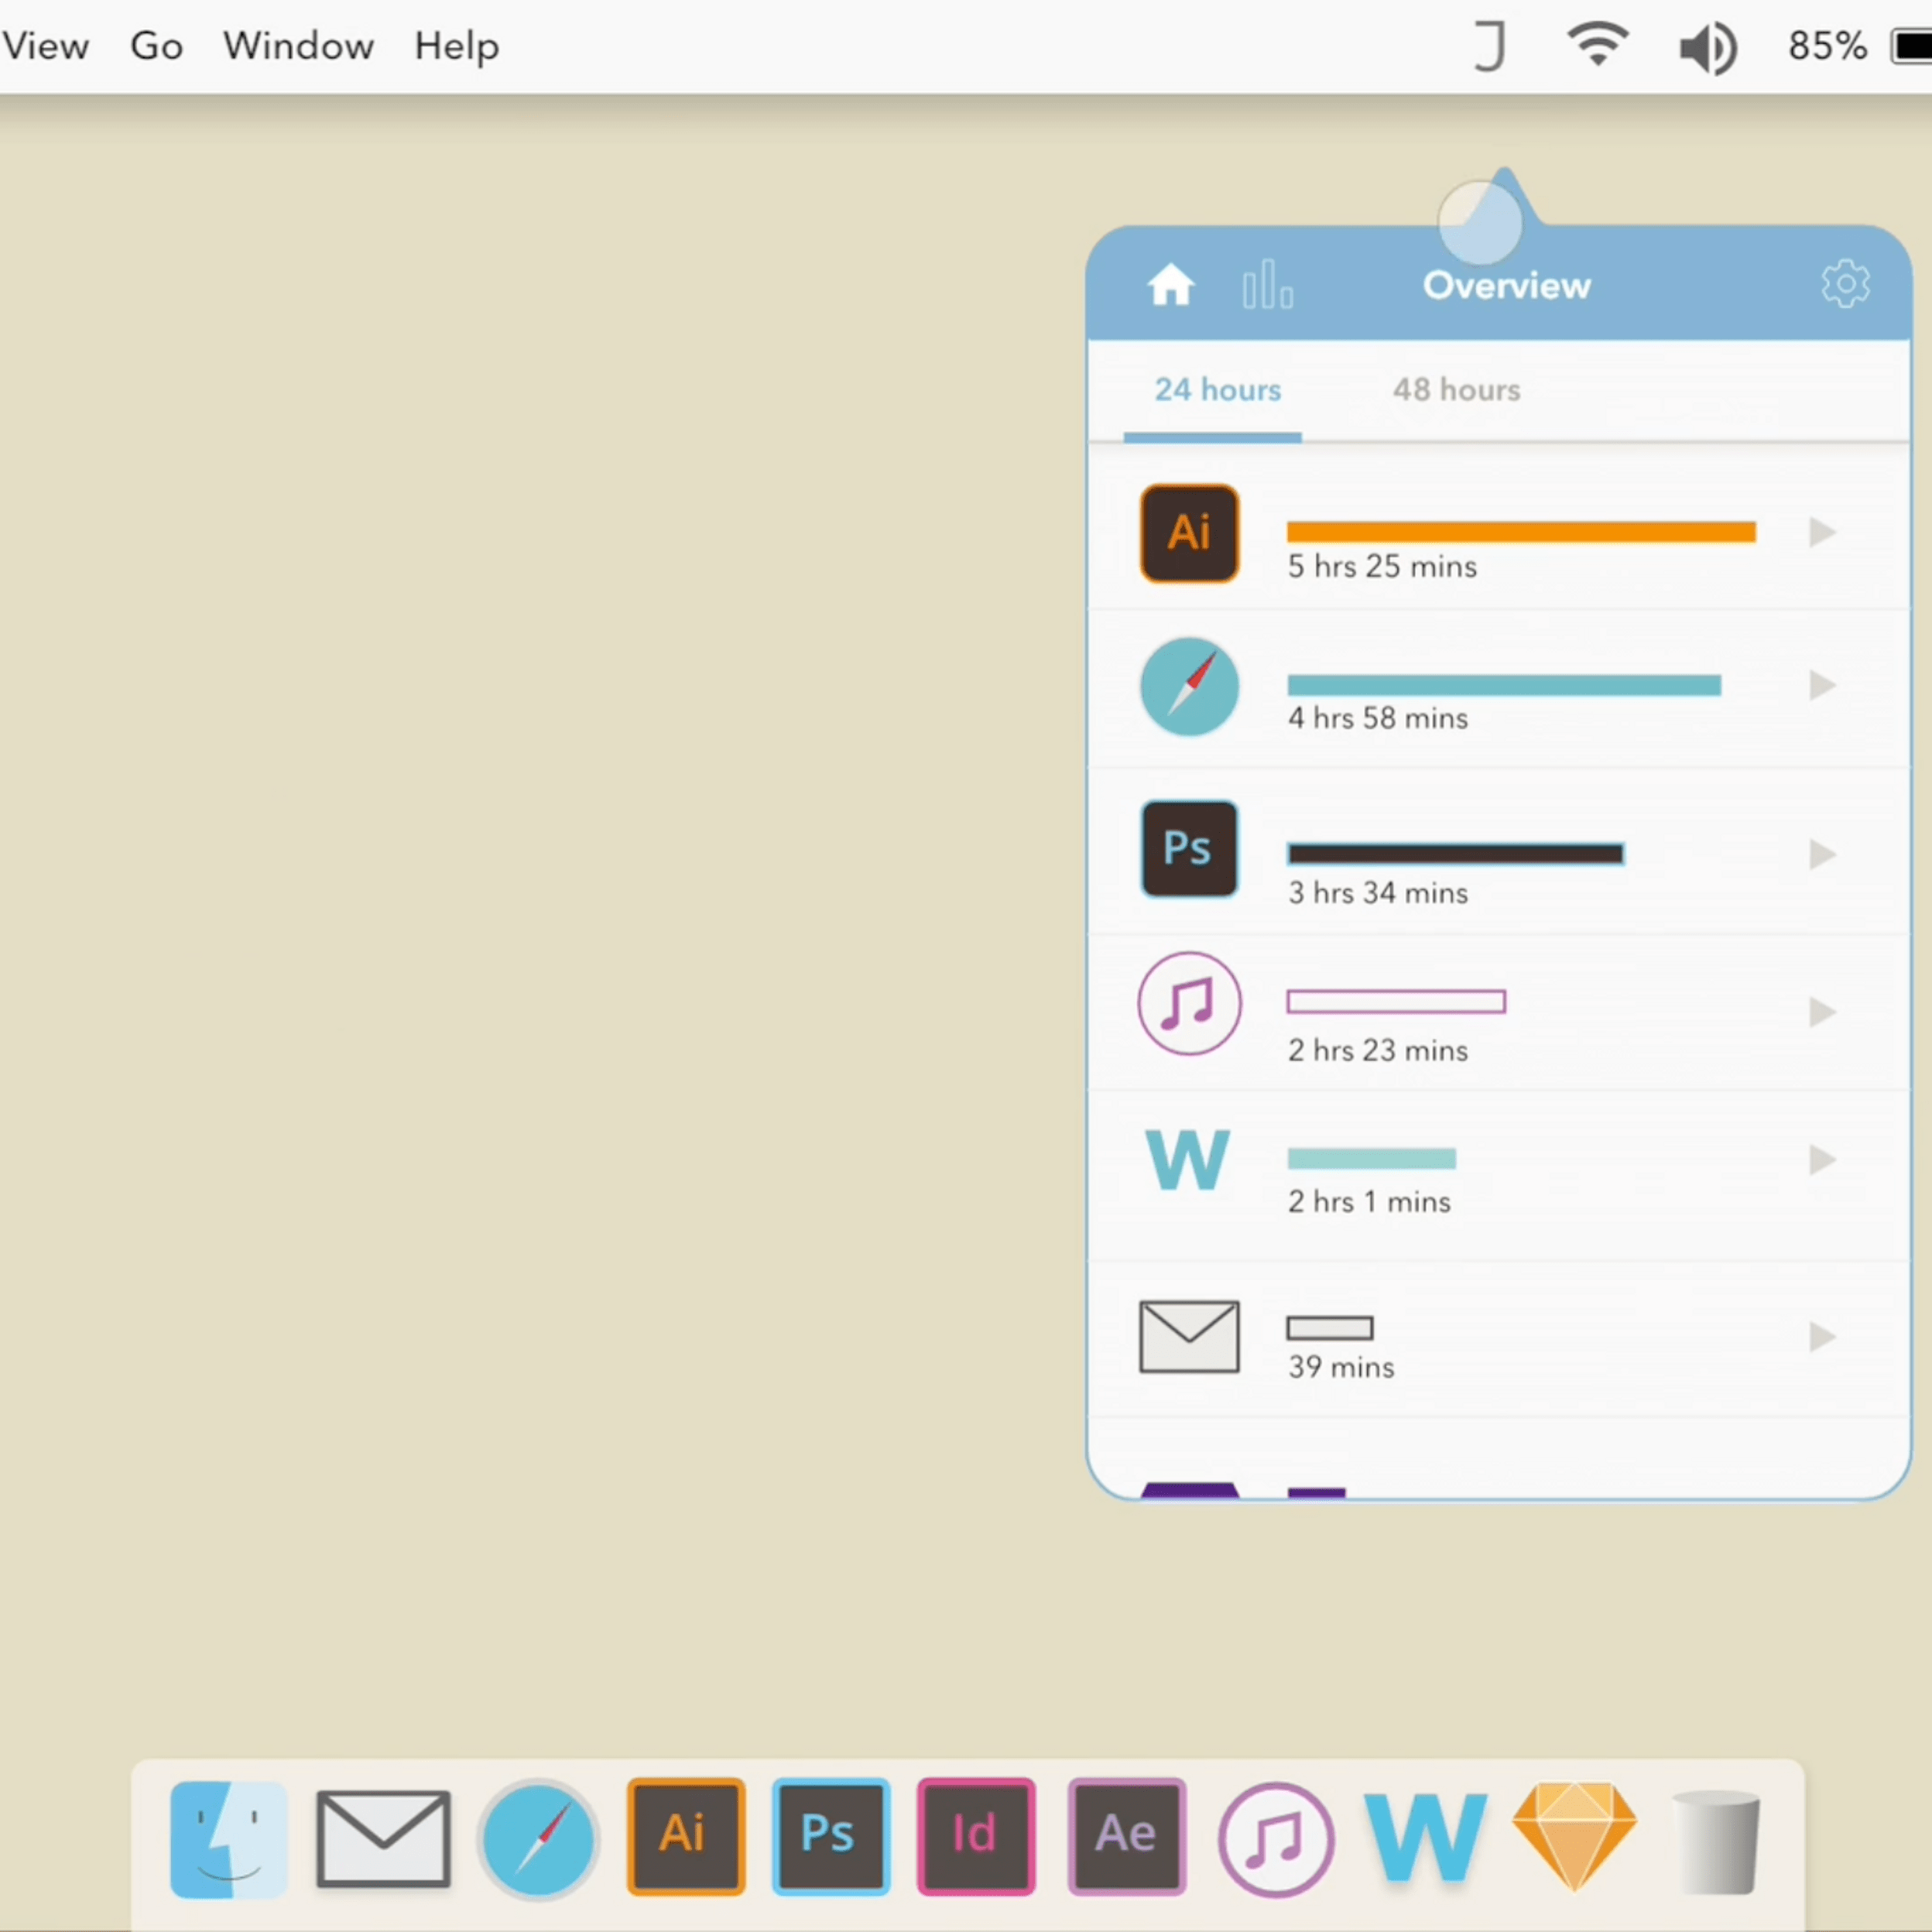 View Go Window Help J 85%
Overview
24 hours 48 hours
Ai
5 hrs 25 mins
4 hrs 58 mins
Ps
3 hrs 34 mins
2 hrs 23 mins
W
2 hrs 1 mins
39 mins
Ai Ps Id Ae W